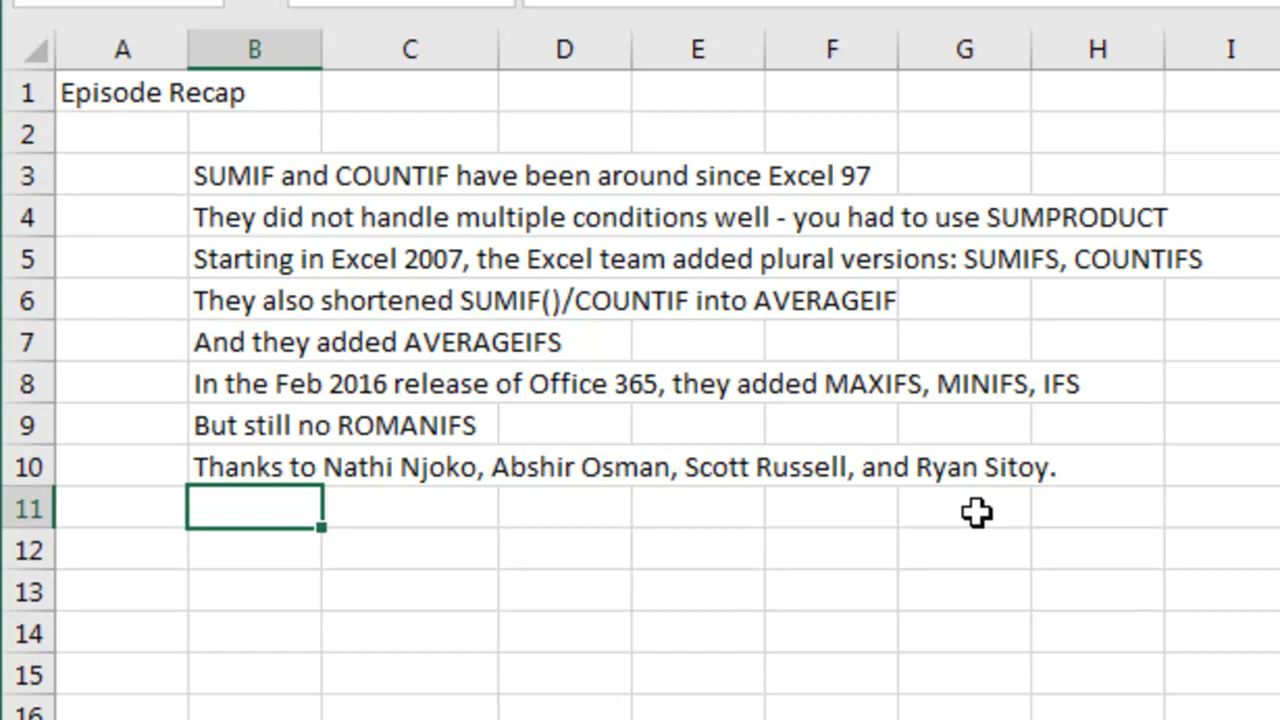 A B C D E F G H I
1 Episode Recap
2
3 SUMIF and COUNTIF have been around since Excel 97
4 They did not handle multiple conditions well - you had to use SUMPRODUCT
5 Starting in Excel 2007, the Excel team added plural versions: SUMIFS, COUNTIFS
6 They also shortened SUMIF()/COUNTIF into AVERAGEIF
7 And they added AVERAGEIFS
8 In the Feb 2016 release of Office 365, they added MAXIFS, MINIFS, IFS
9 But still no ROMANIFS
10 Thanks to Nathi Njoko, Abshir Osman, Scott Russell, and Ryan Sitoy.
11
12
13
14
15
16